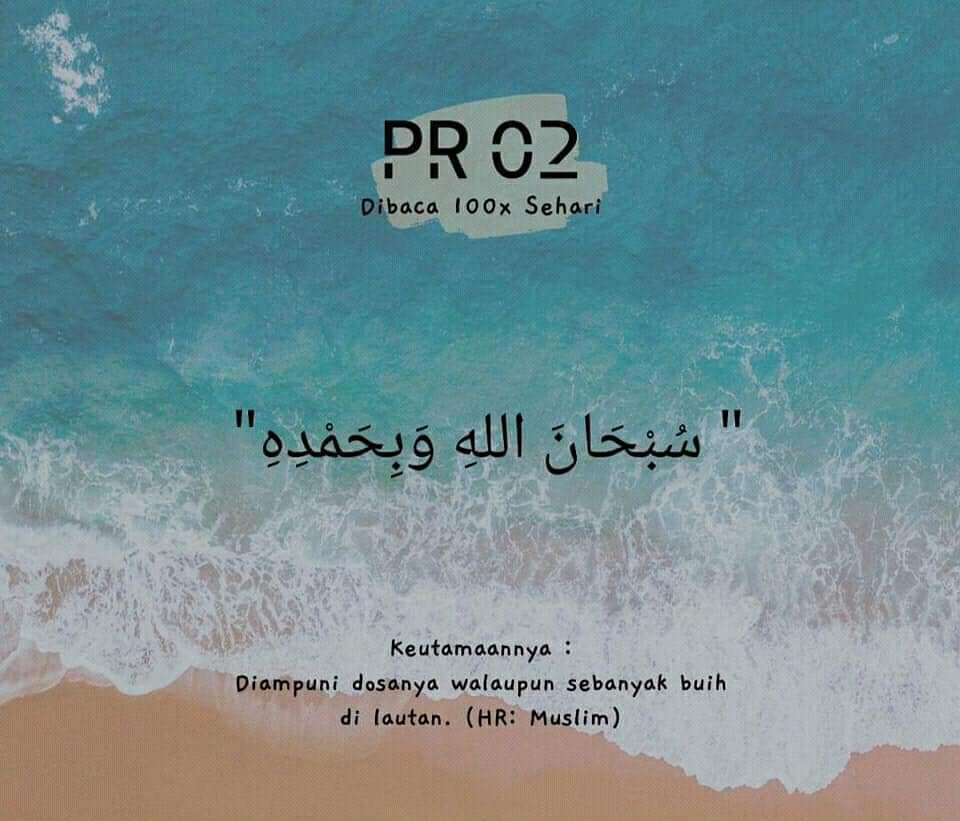 PR 02
Dibaca 100x Sehari
" سُبْحَانَ اللهِ وَبِحَمْدِهِ"
Keutamaannya :
Diampuni dosanya walaupun sebanyak buih
di lautan. (HR: Muslim)